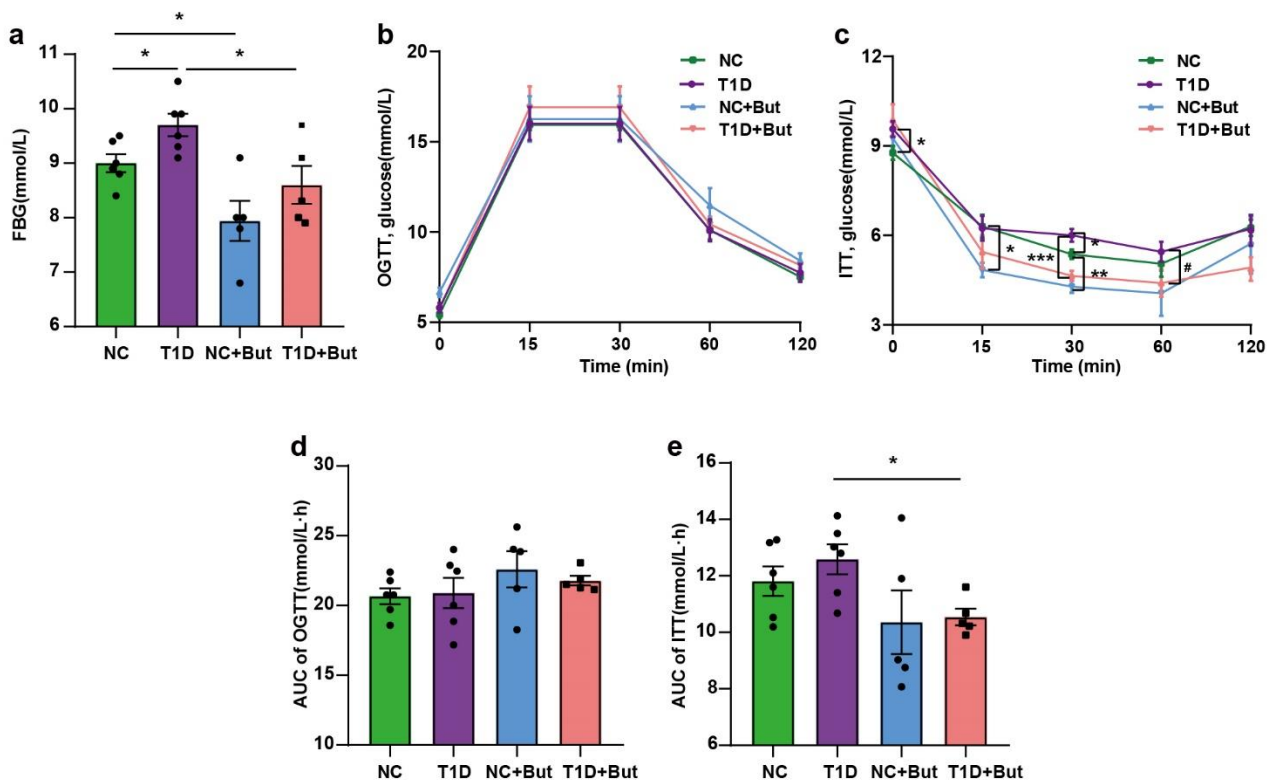 a
*
*
*
FBG(mmol/L)
11
10
9
8
7
6
NC
T1D
NC+But
T1D+But
b
OGTT, glucose(mmol/L)
20
15
10
5
0
15
30
60
120
Time (min)
NC
T1D
NC+But
T1D+But
c
ITT, glucose(mmol/L)
12
9
6
3
0
15
30
60
120
Time (min)
NC
T1D
NC+But
T1D+But
*
*
***
*
**
#
d
AUC of OGTT(mmol/L·h)
30
25
20
15
10
NC
T1D
NC+But
T1D+But
e
*
AUC of ITT(mmol/L·h)
16
14
12
10
8
6
NC
T1D
NC+But
T1D+But